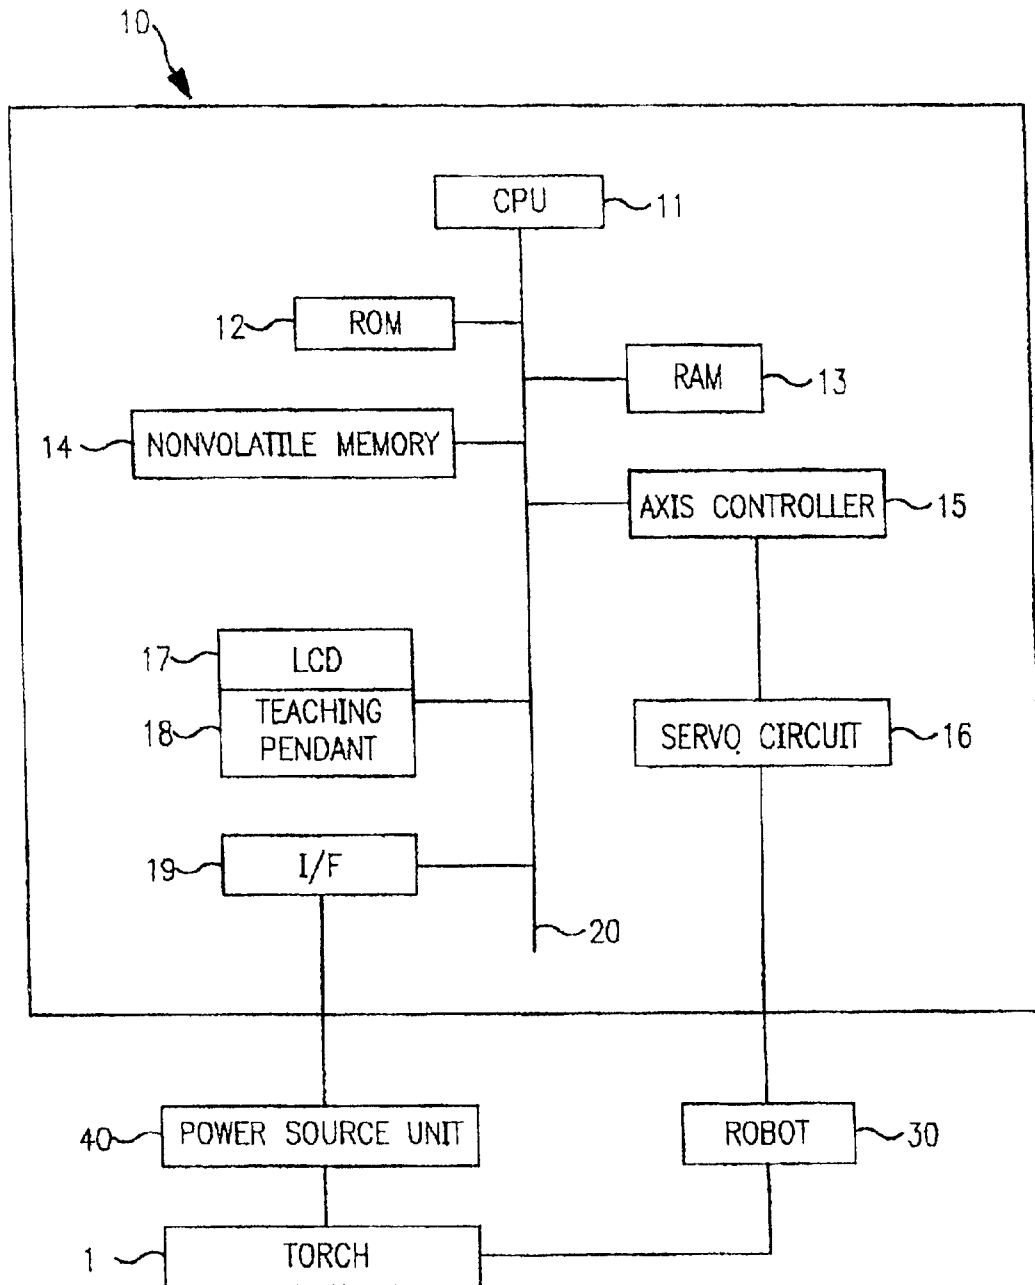 10
CPU
11
12
ROM
RAM
13
14
NONVOLATILE MEMORY
AXIS CONTROLLER
15
17
LCD
18
TEACHING
PENDANT
SERVO CIRCUIT
16
19
I/F
20
40
POWER SOURCE UNIT
ROBOT
30
1
TORCH